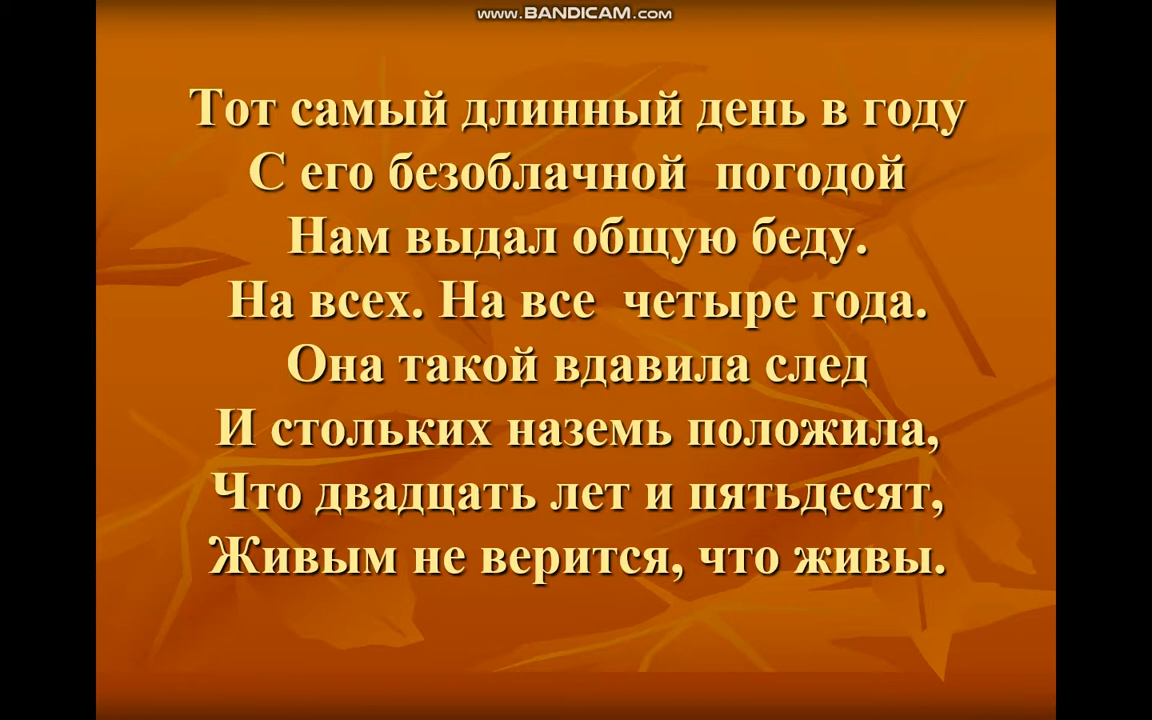 www.BANDICAM.com
Тот самый длинный день в году
С его безоблачной погодой
Нам выдал общую беду.
На всех. На все четыре года.
Она такой вдавила след
И стольких наземь положила,
Что двадцать лет и пятьдесят,
Живым не верится, что живы.